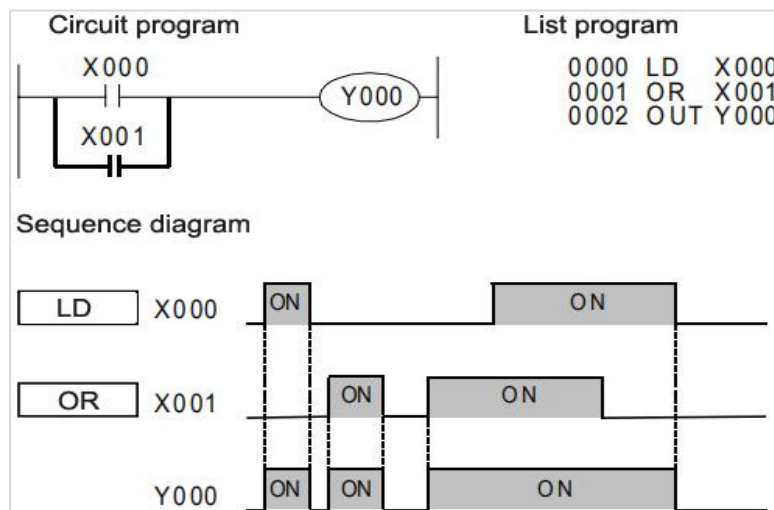 Circuit program
X000
Y000
X001
List program
0000 LD X000
0001 OR X001
0002 OUT Y000
Sequence diagram
LD X000 ON ON
OR X001 ON ON
Y000 ON ON ON